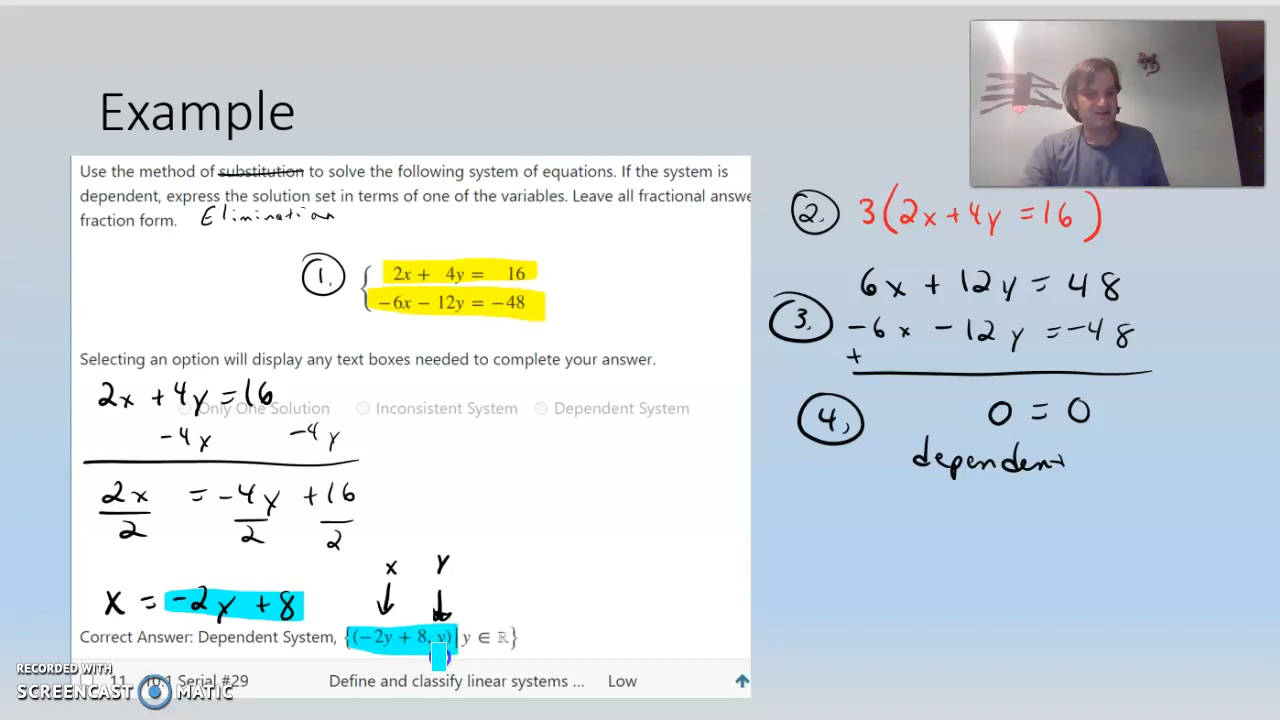 Example
Use the method of substitution to solve the following system of equations. If the system is
dependent, express the solution set in terms of one of the variables. Leave all fractional answe
fraction form. Elimination
1.
2x + 4y = 16
−6x − 12y = −48
Selecting an option will display any text boxes needed to complete your answer.
Only One Solution Inconsistent System Dependent System
2x + 4y = 16
-4y -4y
2x = -4y + 16
2 2 2
x y
x = -2y + 8
Correct Answer: Dependent System, {(−2y + 8, y)| y ∈ ℝ}
11 10.1 Serial #29 Define and classify linear systems ... Low
RECORDED WITH
SCREENCAST MATIC
2. 3(2x + 4y = 16)
6x + 12y = 48
3. -6x - 12y = -48
+
4, 0 = 0
dependent